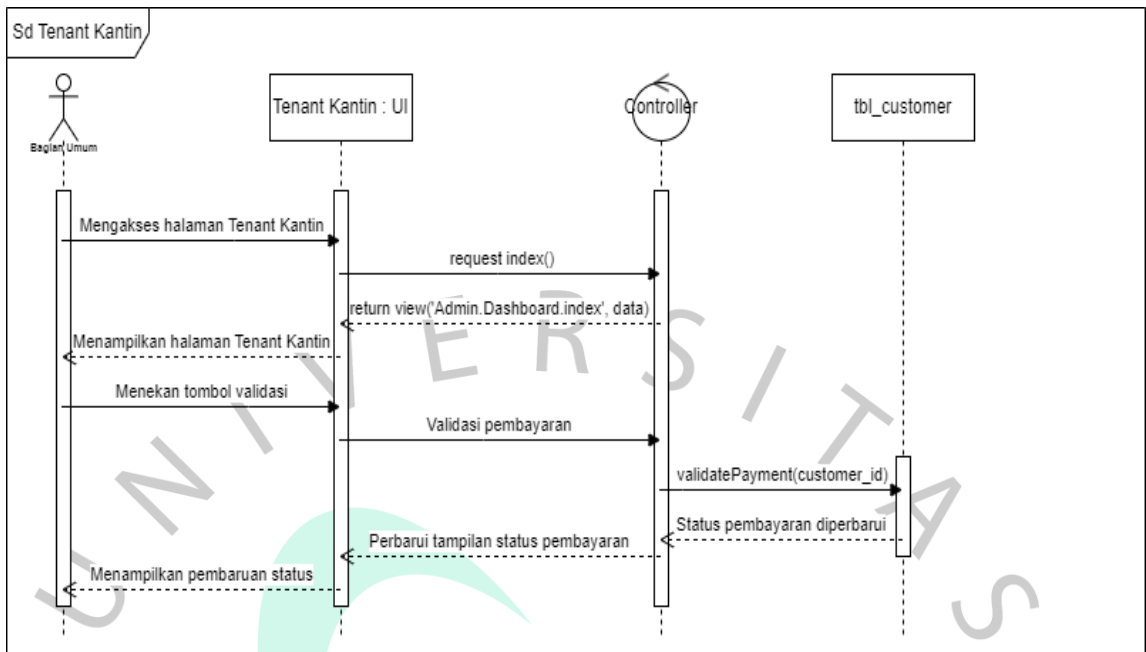 Sd Tenant Kantin
Bagian Umum
Tenant Kantin : UI
Controller
tbl_customer
Mengakses halaman Tenant Kantin
request index()
return view('Admin.Dashboard.index', data)
Menampilkan halaman Tenant Kantin
Menekan tombol validasi
Validasi pembayaran
validatePayment(customer_id)
Status pembayaran diperbarui
Perbarui tampilan status pembayaran
Menampilkan pembaruan status
UNIVERSITAS